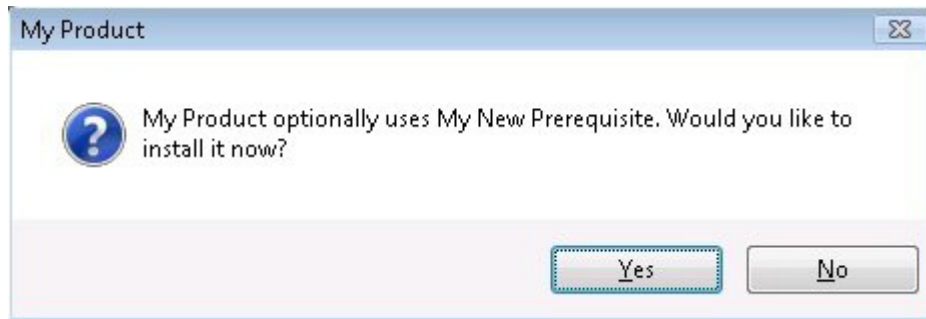 My Product
My Product optionally uses My New Prerequisite. Would you like to
install it now?
Yes
No